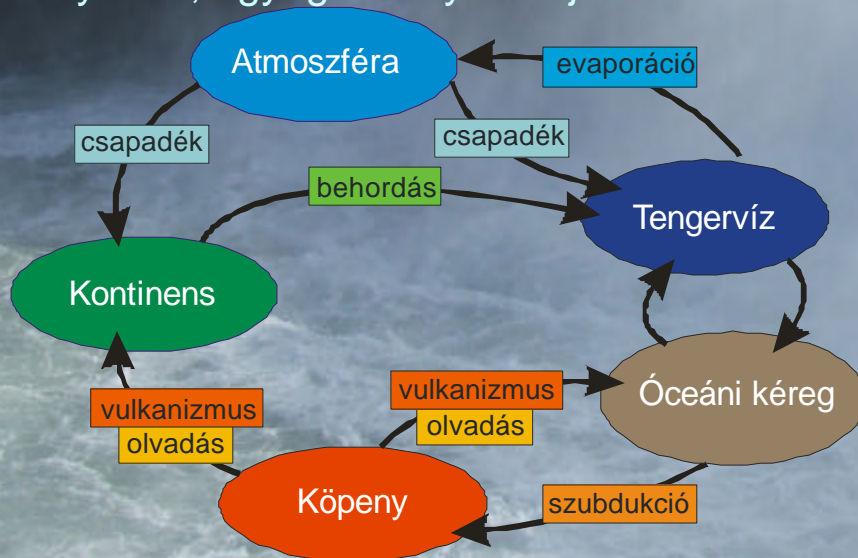 Atmoszféra
evaporáció
csapadék
csapadék
behordás
Tengervíz
Kontinens
Óceáni kéreg
vulkanizmus
olvadás
vulkanizmus
olvadás
Köpeny
szubdukció